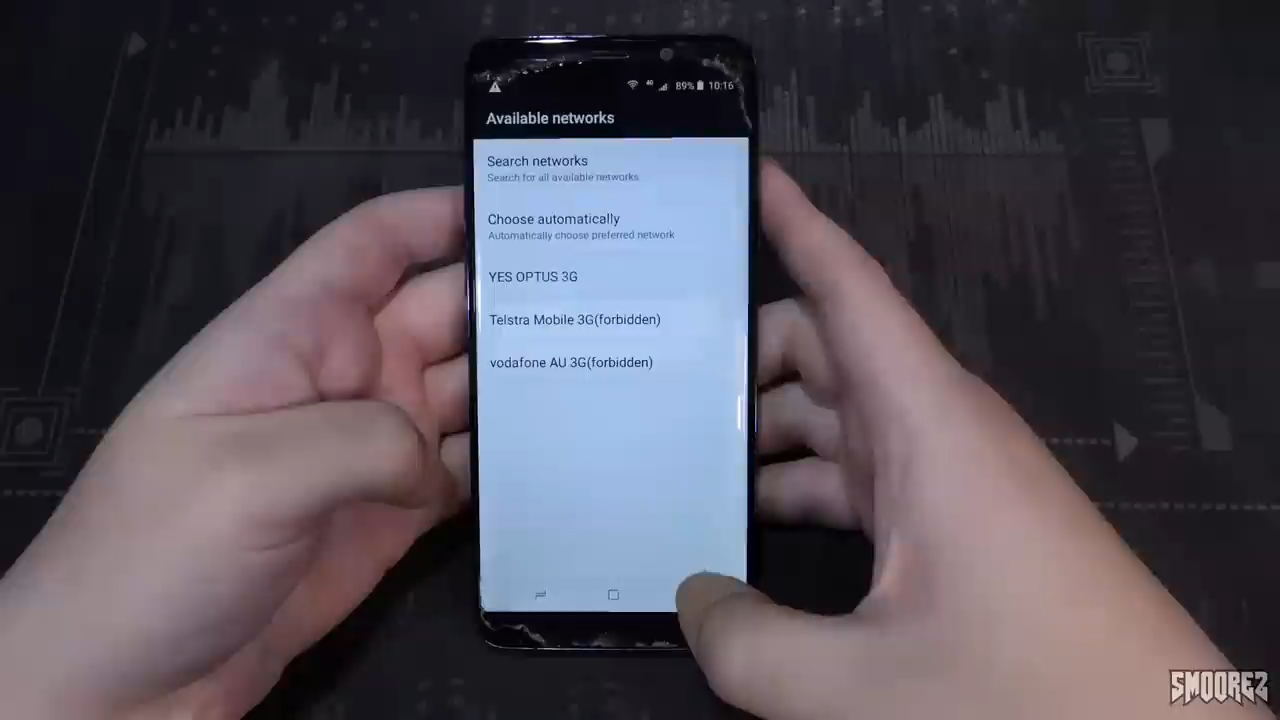 4G 89% 10:16
Available networks
Search networks
Search for all available networks
Choose automatically
Automatically choose preferred network
YES OPTUS 3G
Telstra Mobile 3G(forbidden)
vodafone AU 3G(forbidden)
SMOOREZ